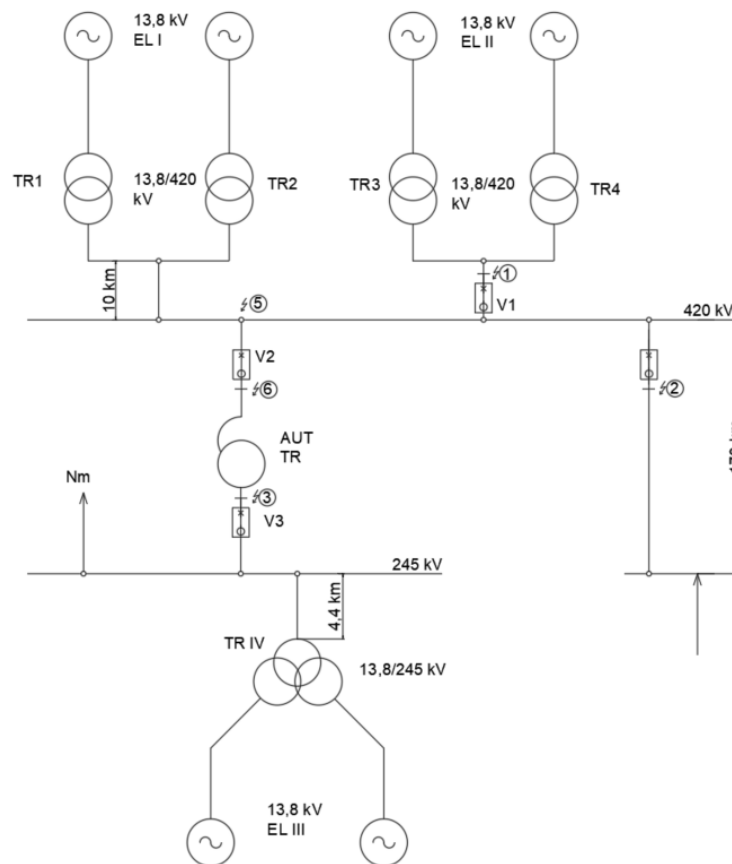 13,8 kV
EL I
13,8 kV
EL II
TR1
13,8/420
kV
TR2
TR3
13,8/420
kV
TR4
10 km
1
V1
5
420 kV
V2
6
2
AUT
TR
Nm
3
V3
245 kV
4,4 km
TR IV
13,8/245 kV
13,8 kV
EL III